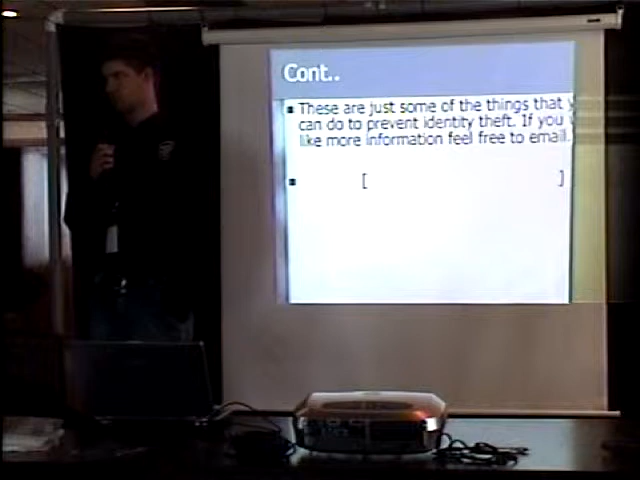 Cont..
These are just some of the things that y
can do to prevent identity theft. If you
like more information feel free to email.
[ ]